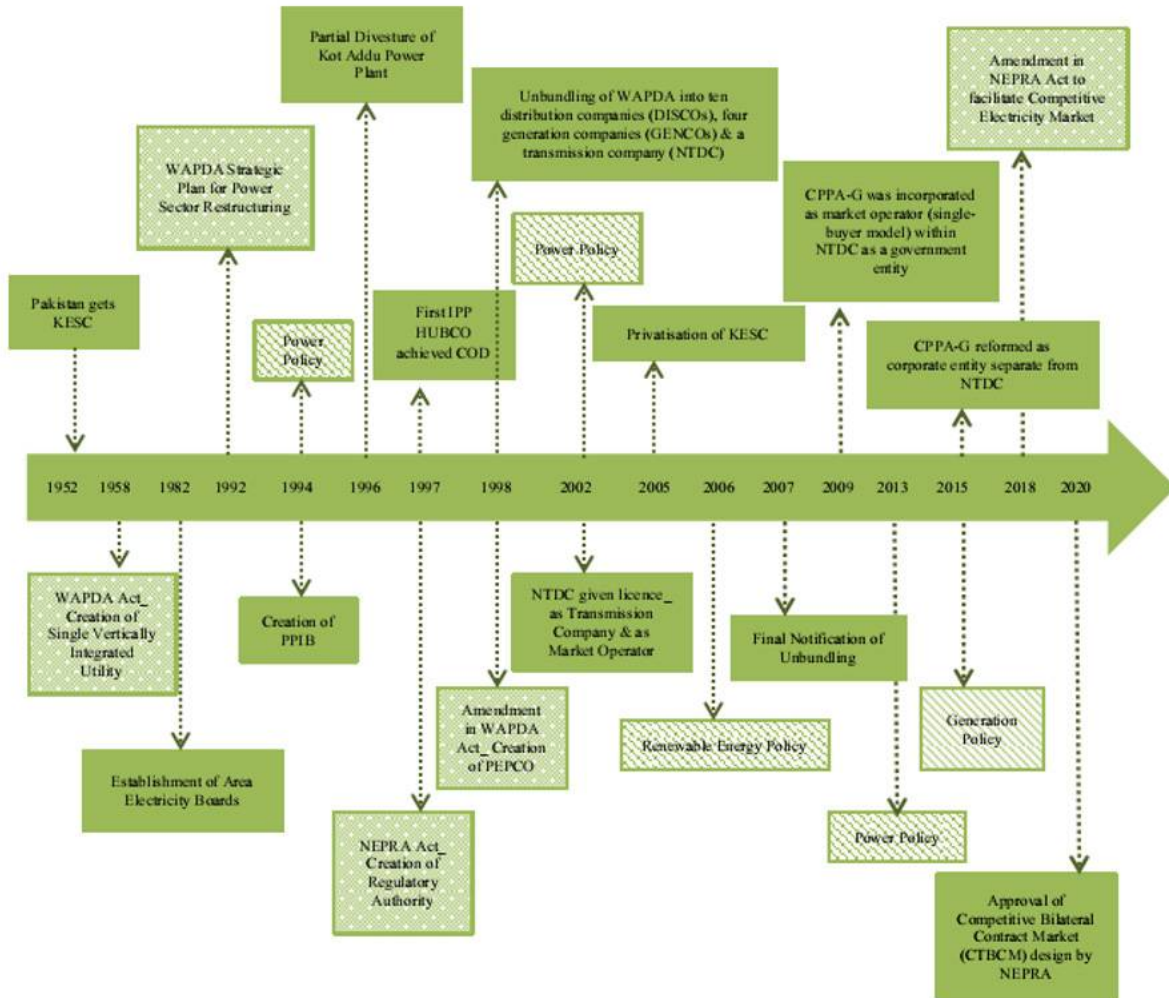 Partial Divesture of
Kot Addu Power
Plant
Unbundling of WAPDA into ten
distribution companies (DISCOs), four
generation companies (GENCOs) & a
transmission company (NTDC)
Amendment in
NEPRA Act to
facilitate Competitive
Electricity Market
WAPDA Strategic
Plan for Power
Sector Restructuring
CPPA-G was incorporated
as market operator (single-
buyer model) within
NTDC as a government
entity
Power Policy
Pakistan gets
KESC
Power
Policy
First IPP
HUBCO
achieved COD
Privatisation of KESC
CPPA-G reformed as
corporate entity separate from
NTDC
1952 1958 1982 1992 1994 1996 1997 1998 2002 2005 2006 2007 2009 2013 2015 2018 2020
WAPDA Act_
Creation of
Single Vertically
Integrated
Utility
Creation of
PPIB
NTDC given licence_
as Transmission
Company & as
Market Operator
Final Notification of
Unbundling
Amendment
in WAPDA
Act_ Creation
of PEPCO
Renewable Energy Policy
Generation
Policy
Establishment of Area
Electricity Boards
NEPRA Act_
Creation of
Regulatory
Authority
Power Policy
Approval of
Competitive Bilateral
Contract Market
(CTBCM) design by
NEPRA